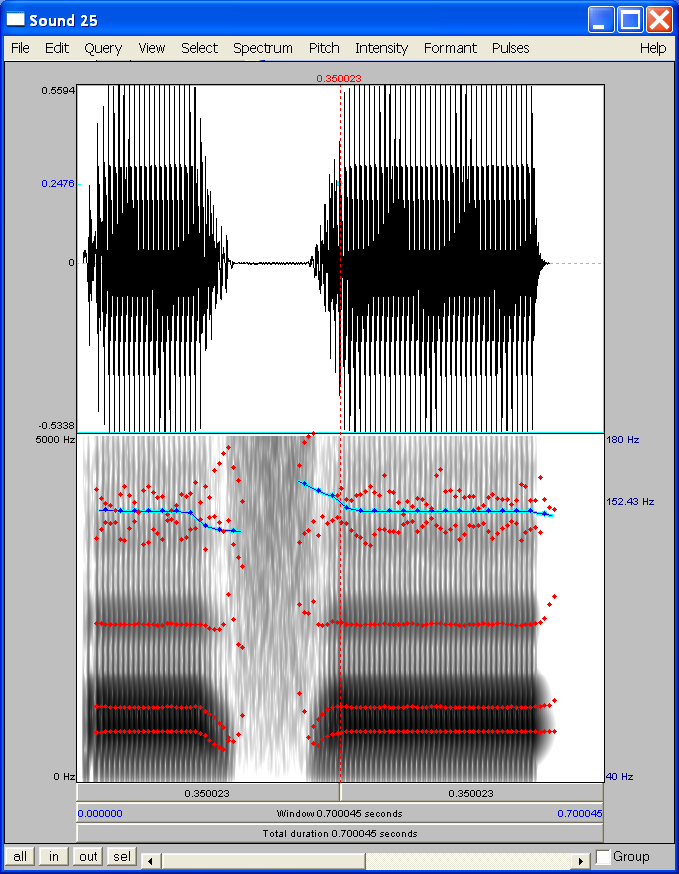 Sound 25
File Edit Query View Select Spectrum Pitch Intensity Formant Pulses Help
0.350023
0.5594
0.2476
0
-0.5338
5000 Hz 180 Hz
152.43 Hz
0 Hz 40 Hz
0.350023 0.350023
0.000000 Window 0.700045 seconds 0.700045
Total duration 0.700045 seconds
all in out sel Group